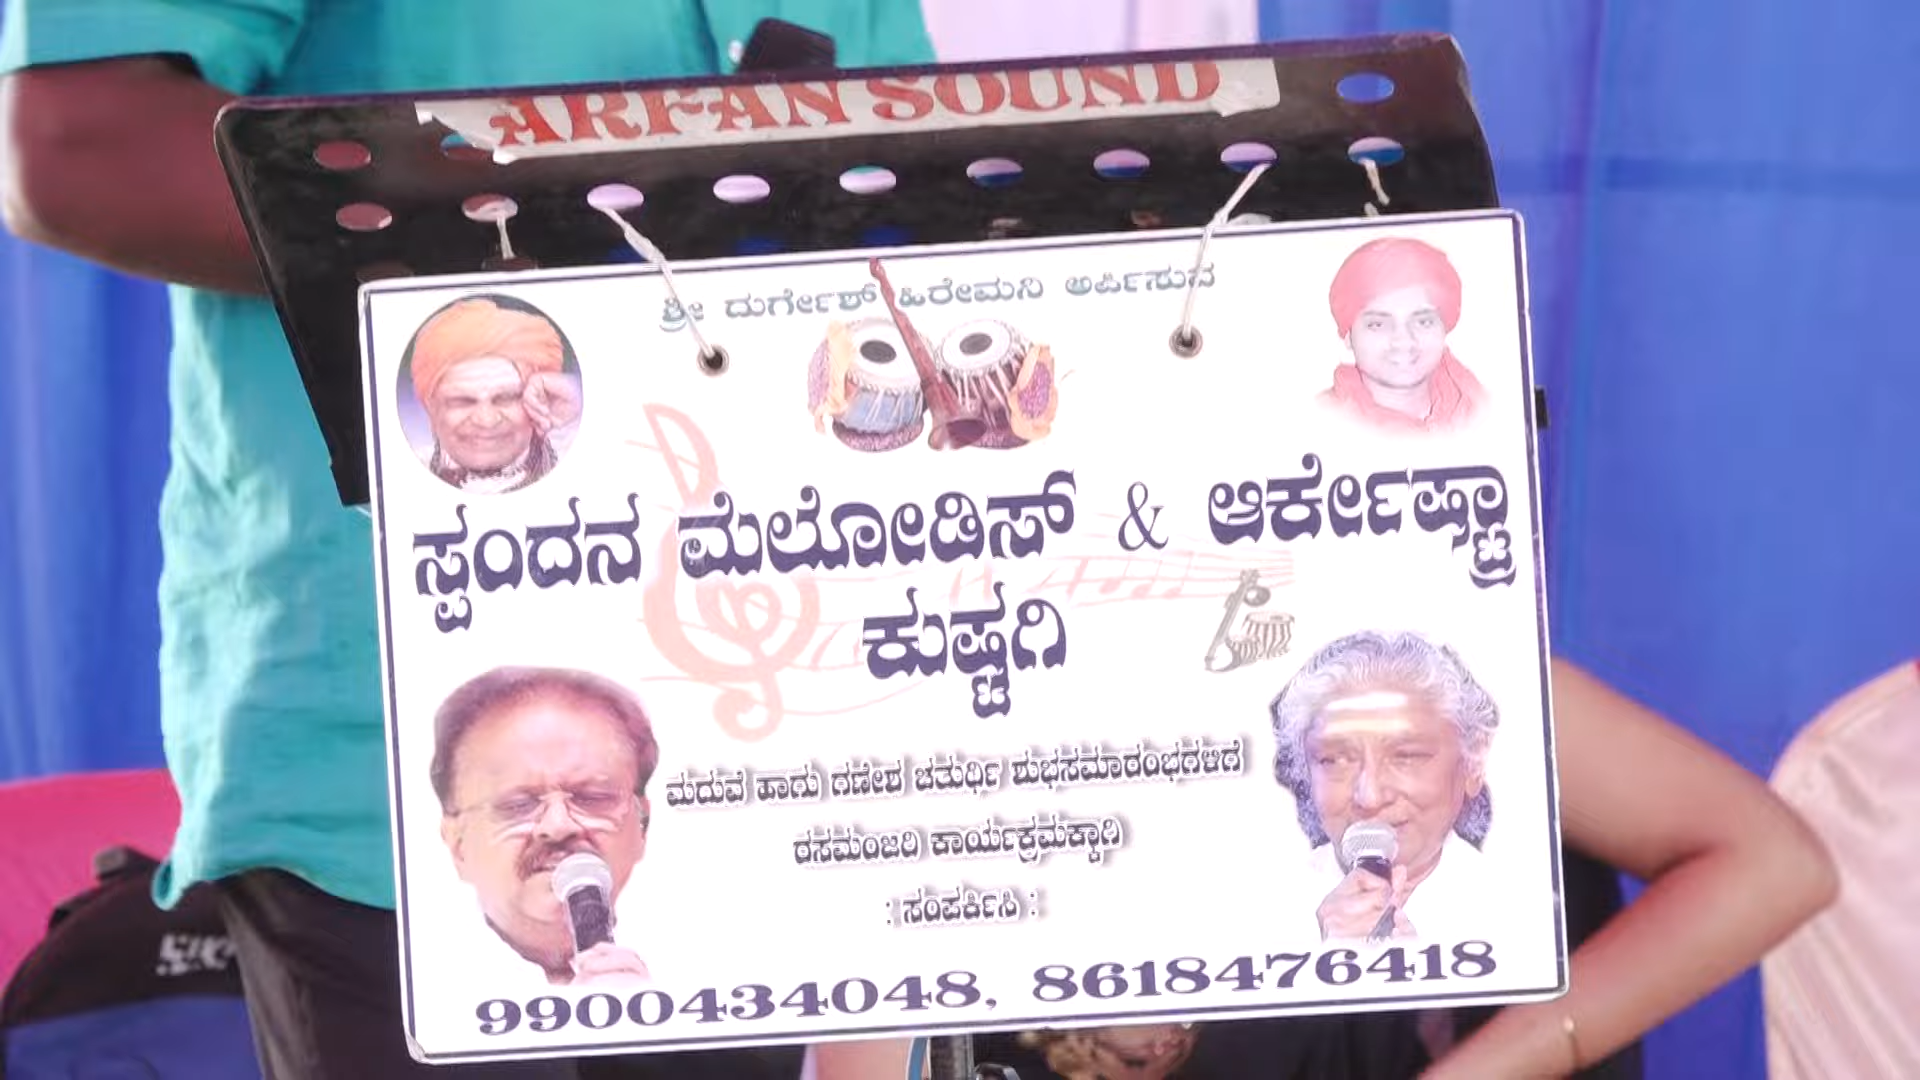 ARFAN SOUND
ಶ್ರೀ ದುರ್ಗೇಶ್ ಹಿರೇಮನಿ ಅರ್ಪಿಸುವ
ಸ್ಪಂದನ ಮೆಲೋಡಿಸ್ & ಆರ್ಕೇಷ್ಟ್ರಾ
ಕುಷ್ಟಗಿ
ಮದುವೆ ಹಾಗು ಗಣೇಶ ಚತುರ್ಥಿ ಶುಭಸಮಾರಂಭಗಳಿಗೆ
ರಸಮಂಜರಿ ಕಾರ್ಯಕ್ರಮಕ್ಕಾಗಿ
: ಸಂಪರ್ಕಿಸಿ :
9900434048, 8618476418